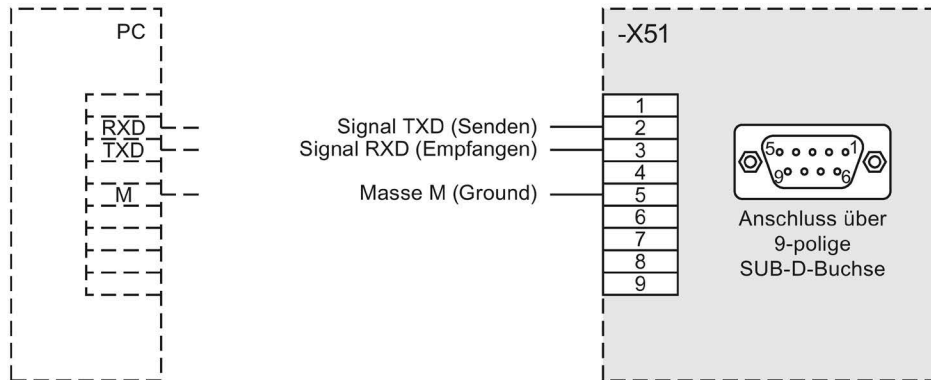 PC
RXD
TXD
M
Signal TXD (Senden)
Signal RXD (Empfangen)
Masse M (Ground)
-X51
1
2
3
4
5
6
7
8
9
5 1
9 6
Anschluss über
9-polige
SUB-D-Buchse